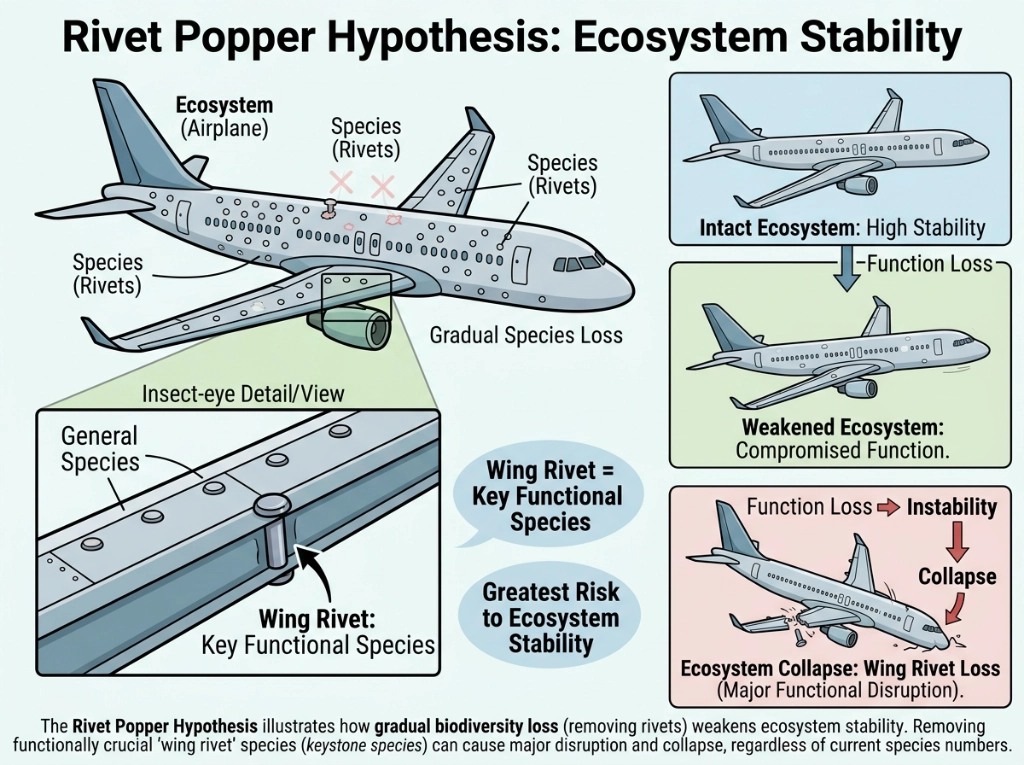 Rivet Popper Hypothesis: Ecosystem Stability
Ecosystem
(Airplane)
Species
(Rivets)
Species
(Rivets)
Species
(Rivets)
Gradual Species Loss
Insect-eye Detail/View
General
Species
Wing Rivet:
Key Functional Species
Wing Rivet =
Key Functional
Species
Greatest Risk
to Ecosystem
Stability
Intact Ecosystem: High Stability
Function Loss
Weakened Ecosystem:
Compromised Function.
Function Loss
Instability
Collapse
Ecosystem Collapse: Wing Rivet Loss
(Major Functional Disruption).
The Rivet Popper Hypothesis illustrates how gradual biodiversity loss (removing rivets) weakens ecosystem stability. Removing
functionally crucial 'wing rivet' species (keystone species) can cause major disruption and collapse, regardless of current species numbers.